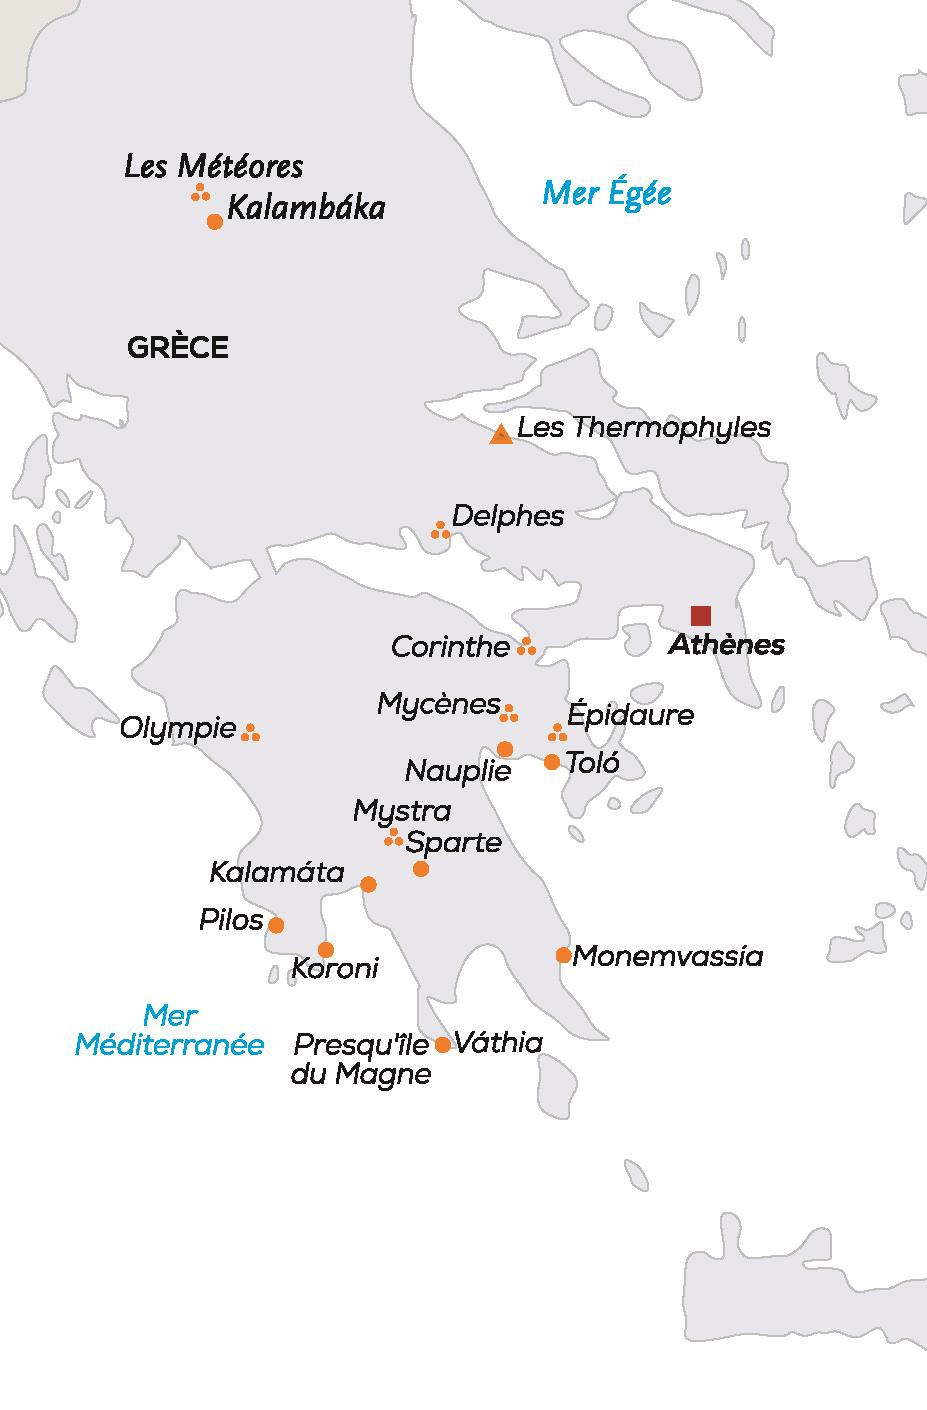 Les Météores
Kalambáka
Mer Égée
GRÈCE
Les Thermophyles
Delphes
Corinthe
Athènes
Mycènes
Épidaure
Olympie
Nauplie
Toló
Mystra
Sparte
Kalamáta
Pilos
Koroni
Monemvassía
Mer
Méditerranée
Presqu'île
du Magne
Váthia